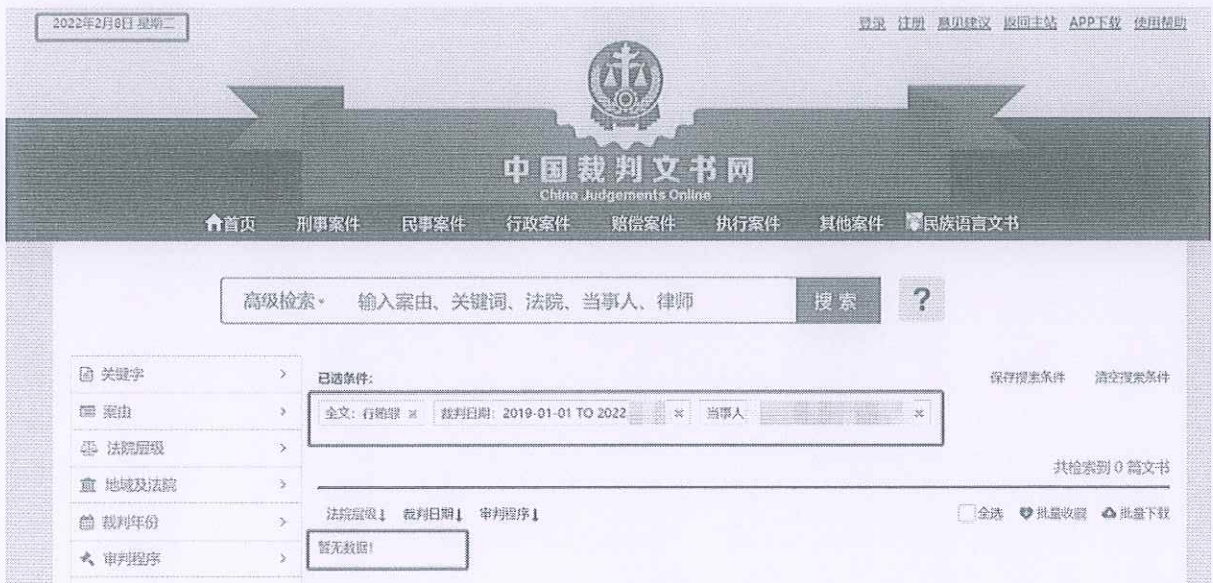 2022年2月8日 星期二
登录 注册 意见建议 返回主站 APP下载 使用帮助
中国裁判文书网
China Judgements Online
首页 刑事案件 民事案件 行政案件 赔偿案件 执行案件 其他案件 民族语言文书
高级检索 输入案由、关键词、法院、当事人、律师 搜索 ?
关键字 >
案由 >
法院层级 >
地域及法院 >
裁判年份 >
审判程序 >
已选条件:
保存搜索条件 清空搜索条件
全文: 行贿罪 × 裁判日期: 2019-01-01 TO 2022 × 当事人: ×
共检索到 0 篇文书
法院层级↓ 裁判日期↓ 审判程序↓
全选 批量收藏 批量下载
暂无数据!